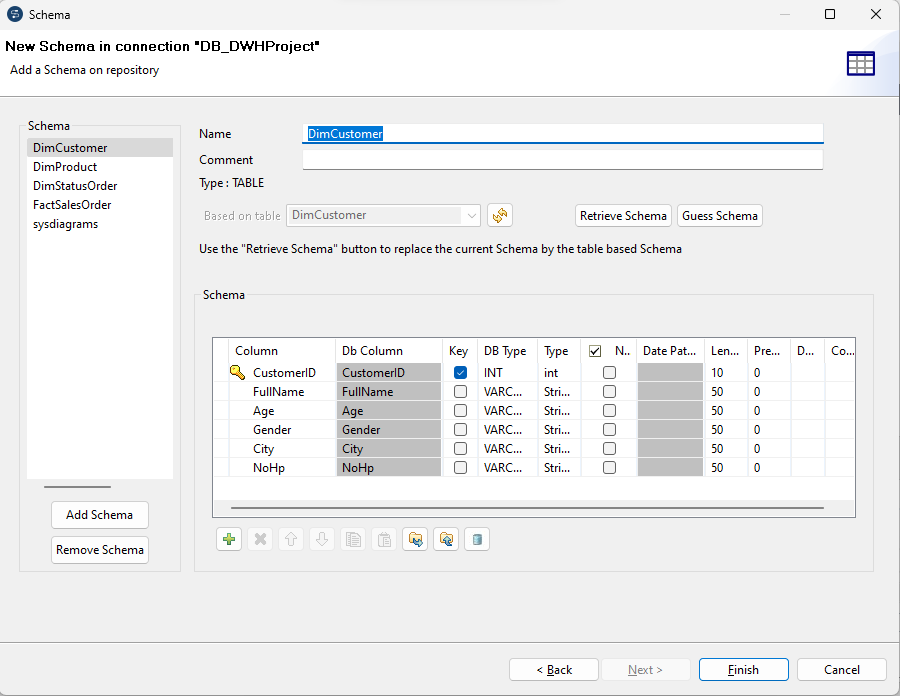 Schema
New Schema in connection "DB_DWHProject"
Add a Schema on repository
Schema
DimCustomer
DimProduct
DimStatusOrder
FactSalesOrder
sysdiagrams
Add Schema
Remove Schema
Name DimCustomer
Comment
Type : TABLE
Based on table DimCustomer Retrieve Schema Guess Schema
Use the "Retrieve Schema" button to replace the current Schema by the table based Schema
Schema
Column Db Column Key DB Type Type N.. Date Pat... Len... Pre... D... Co...
CustomerID CustomerID INT int 10 0
FullName FullName VARC... Stri... 50 0
Age Age VARC... Stri... 50 0
Gender Gender VARC... Stri... 50 0
City City VARC... Stri... 50 0
NoHp NoHp VARC... Stri... 50 0
< Back Next > Finish Cancel